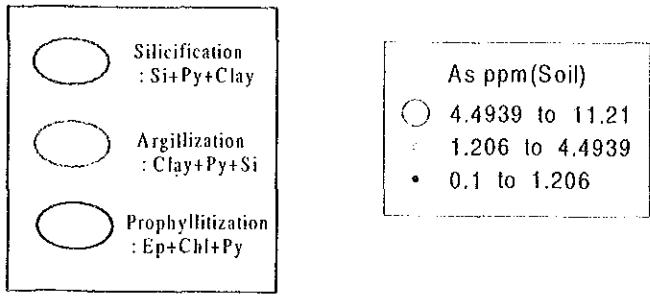 Silicification
: Si+Py+Clay
Argillization
: Clay+Py+Si
Prophyllitization
: Ep+Chl+Py
As ppm(Soil)
4.4939 to 11.21
1.206 to 4.4939
0.1 to 1.206